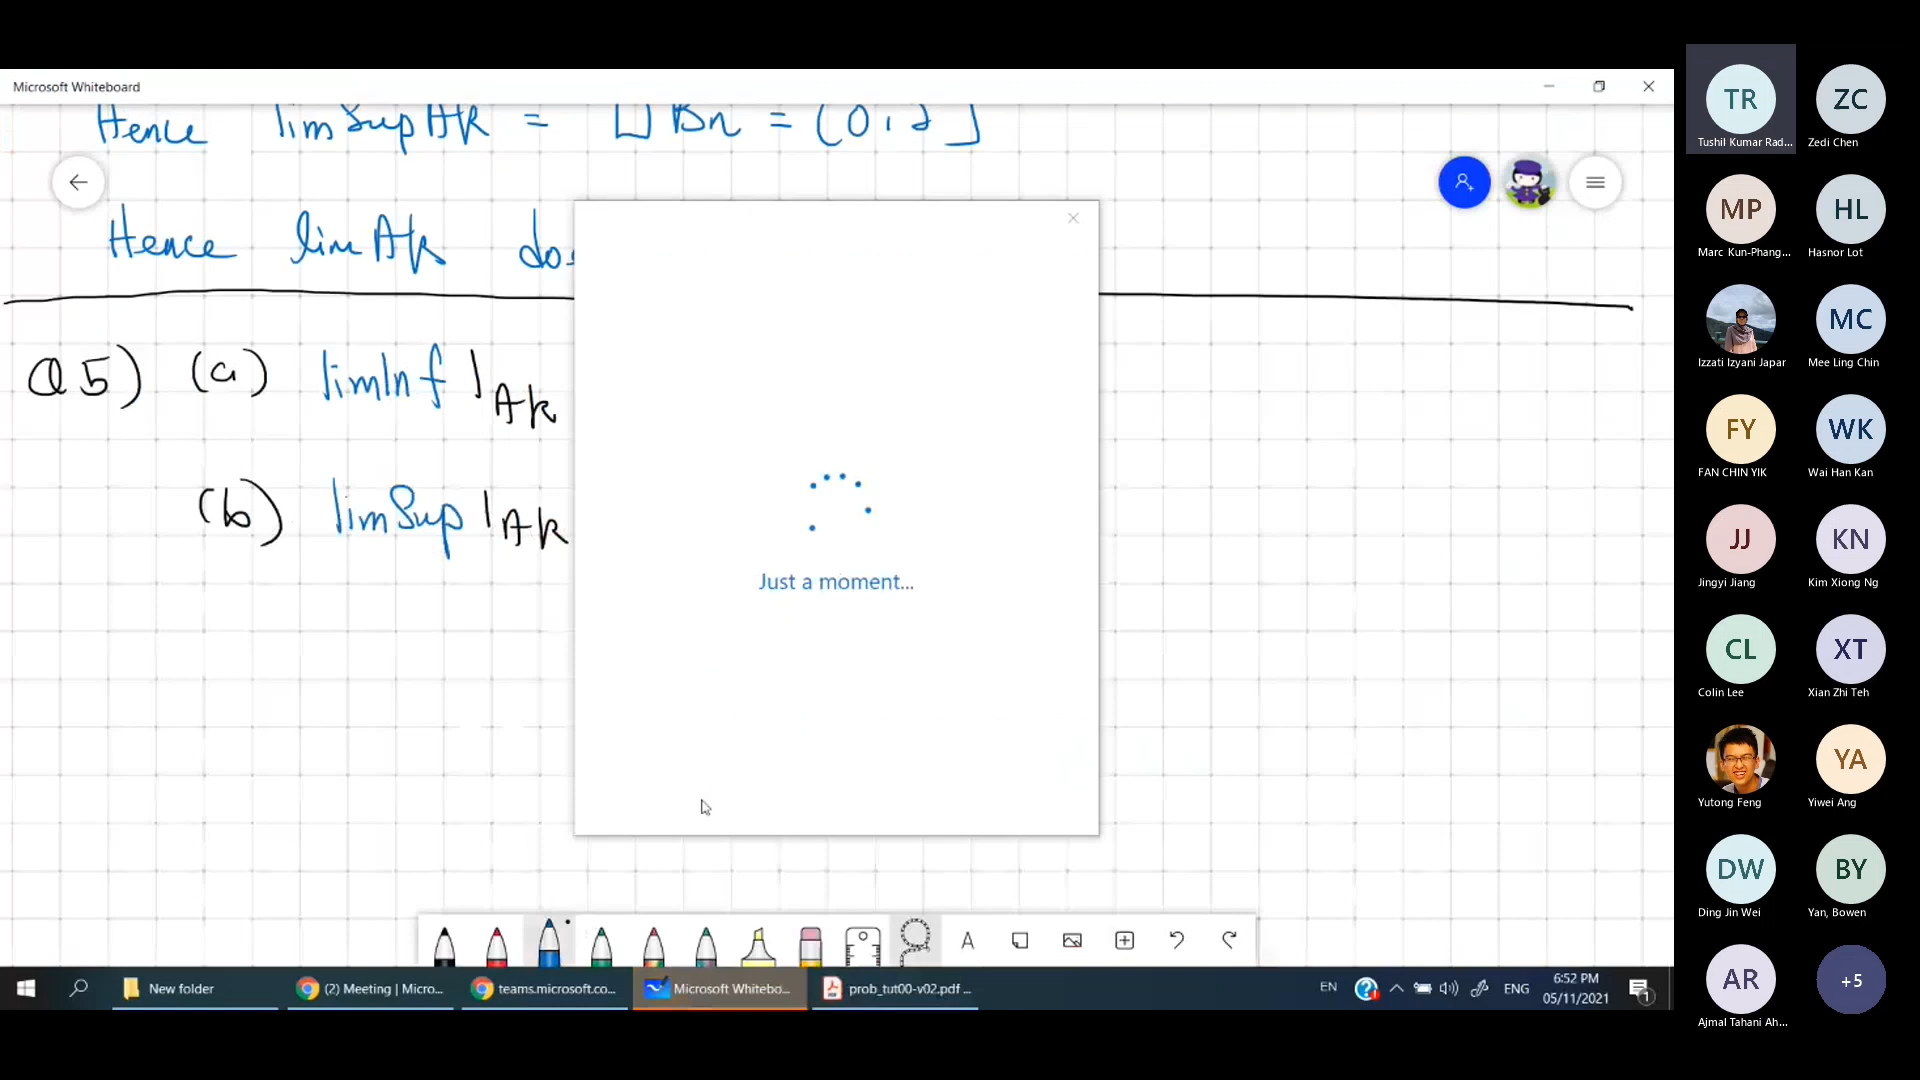 Microsoft Whiteboard
Hence limSupAk = ∩ Bn = (0,2]
Hence limAk do
Q5) (a) limInf 1Ak
(b) limSup 1Ak
Just a moment...
A
New folder
(2) Meeting | Micro...
teams.microsoft.co...
Microsoft Whitebo...
prob_tut00-v02.pdf ...
EN
ENG
6:52 PM
05/11/2021
1
TR
Tushil Kumar Rad...
ZC
Zedi Chen
MP
Marc Kun-Phang...
HL
Hasnor Lot
Izzati Izyani Japar
MC
Mee Ling Chin
FY
FAN CHIN YIK
WK
Wai Han Kan
JJ
Jingyi Jiang
KN
Kim Xiong Ng
CL
Colin Lee
XT
Xian Zhi Teh
Yutong Feng
YA
Yiwei Ang
DW
Ding Jin Wei
BY
Yan, Bowen
AR
Ajmal Tahani Ah...
+5